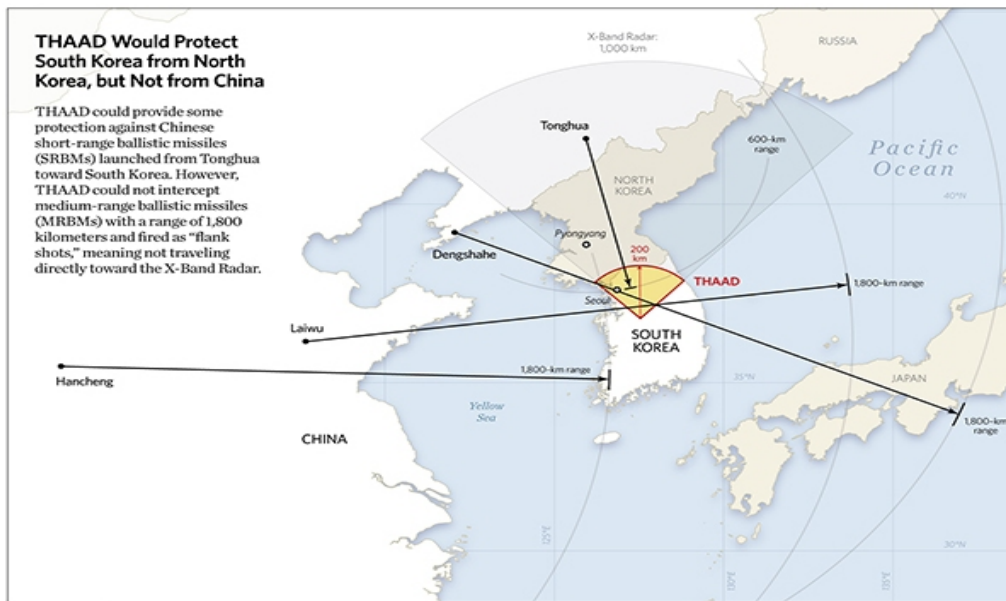 THAAD Would Protect
South Korea from North
Korea, but Not from China
THAAD could provide some
protection against Chinese
short-range ballistic missiles
(SRBMs) launched from Tonghua
toward South Korea. However,
THAAD could not intercept
medium-range ballistic missiles
(MRBMs) with a range of 1,800
kilometers and fired as “flank
shots,” meaning not traveling
directly toward the X-Band Radar.
X-Band Radar:
1,000 km
RUSSIA
Tonghua
600-km
range
Pacific
Ocean
NORTH
KOREA
40°N
Pyongyang
Dengshahe
200
km
THAAD
1,800-km range
Seoul
Laiwu
SOUTH
KOREA
Hancheng
1,800-km range
35°N
JAPAN
Yellow
Sea
1,800-km
range
CHINA
125°E
130°E
135°E
30°N